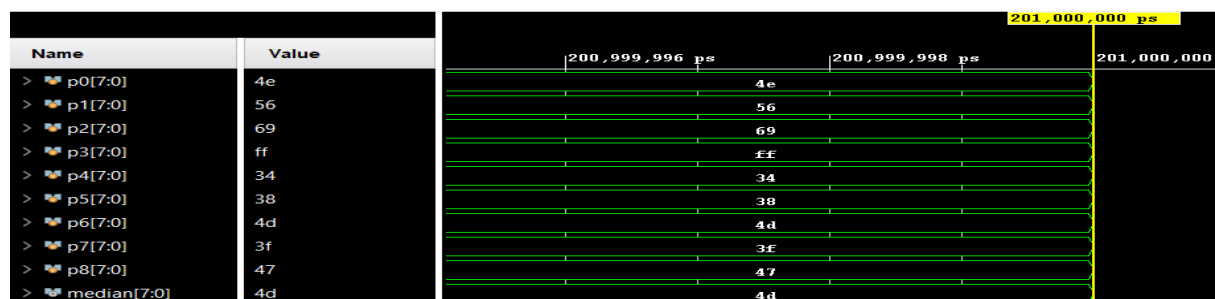 201,000,000 ps
Name Value
200,999,996 ps 200,999,998 ps 201,000,000
> p0[7:0] 4e 4e
> p1[7:0] 56 56
> p2[7:0] 69 69
> p3[7:0] ff ff
> p4[7:0] 34 34
> p5[7:0] 38 38
> p6[7:0] 4d 4d
> p7[7:0] 3f 3f
> p8[7:0] 47 47
> median[7:0] 4d 4d